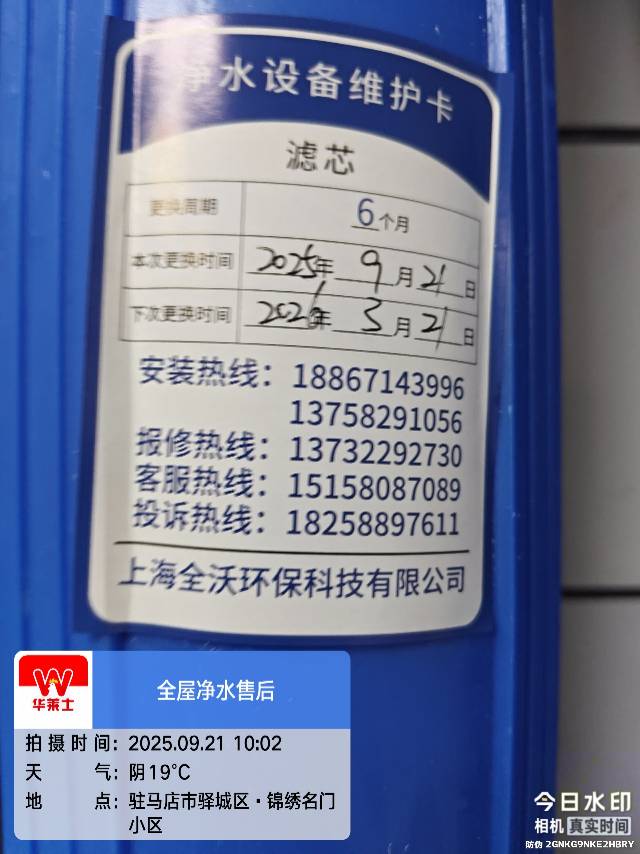 净水设备维护卡
滤芯
更换周期 6个月
本次更换时间 2025年 9月21日
下次更换时间 2026年 3月21日
安装热线：18867143996
13758291056
报修热线：13732292730
客服热线：15158087089
投诉热线：18258897611
上海全沃环保科技有限公司
华莱士
全屋净水售后
拍摄时间：2025.09.21 10:02
天气：阴19℃
地点：驻马店市驿城区·锦绣名门
小区
今日水印
相机 真实时间
防伪 2GNKG9NKE2HBRY